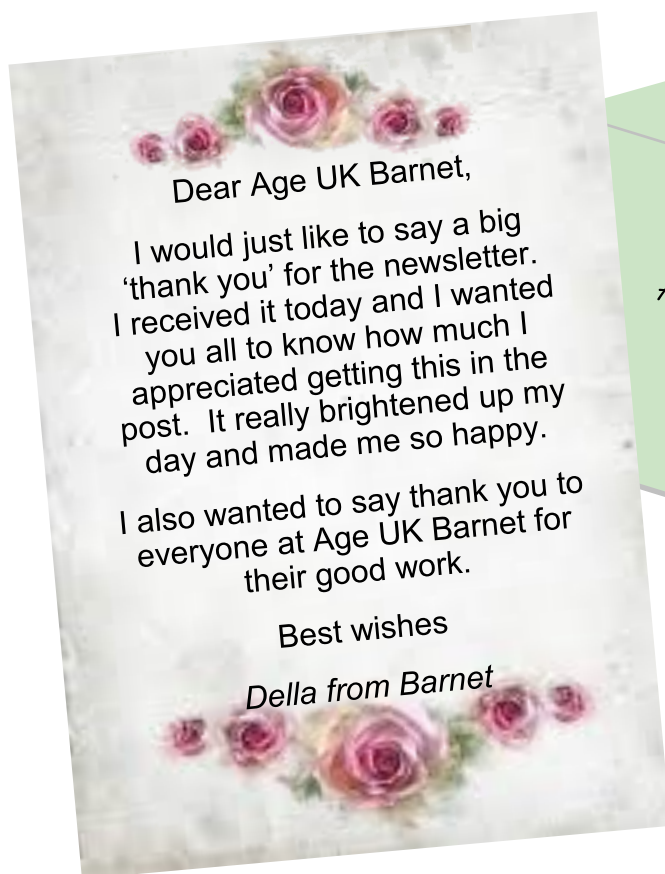 Dear Age UK Barnet,
I would just like to say a big
‘thank you’ for the newsletter.
I received it today and I wanted
you all to know how much I
appreciated getting this in the
post.  It really brightened up my
day and made me so happy.
I also wanted to say thank you to
everyone at Age UK Barnet for
their good work.
Best wishes
Della from Barnet